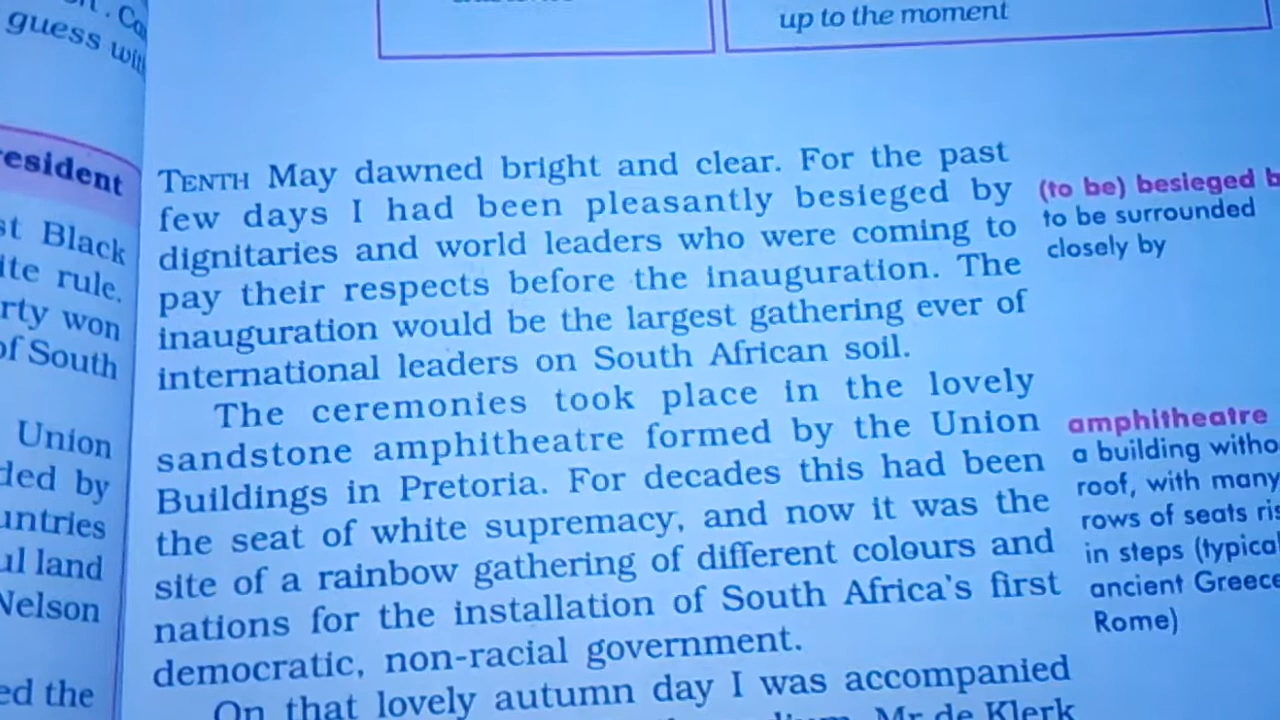 guess
up to the moment
esident
st Black
ite rule.
rty won
of South
Union
ded by
untries
ul land
Nelson
ed the
TENTH May dawned bright and clear. For the past
few days I had been pleasantly besieged by
dignitaries and world leaders who were coming to
pay their respects before the inauguration. The
inauguration would be the largest gathering ever of
international leaders on South African soil.
The ceremonies took place in the lovely
sandstone amphitheatre formed by the Union
Buildings in Pretoria. For decades this had been
the seat of white supremacy, and now it was the
site of a rainbow gathering of different colours and
nations for the installation of South Africa's first
democratic, non-racial government.
On that lovely autumn day I was accompanied
Mr de Klerk
(to be) besieged b
to be surrounded
closely by
amphitheatre
a building witho
roof, with many
rows of seats ris
in steps (typical
ancient Greece
Rome)